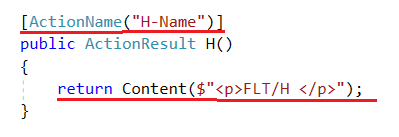 [ActionName("H-Name")]
public ActionResult H()
{
return Content($"<p>FLT/H </p>");
}